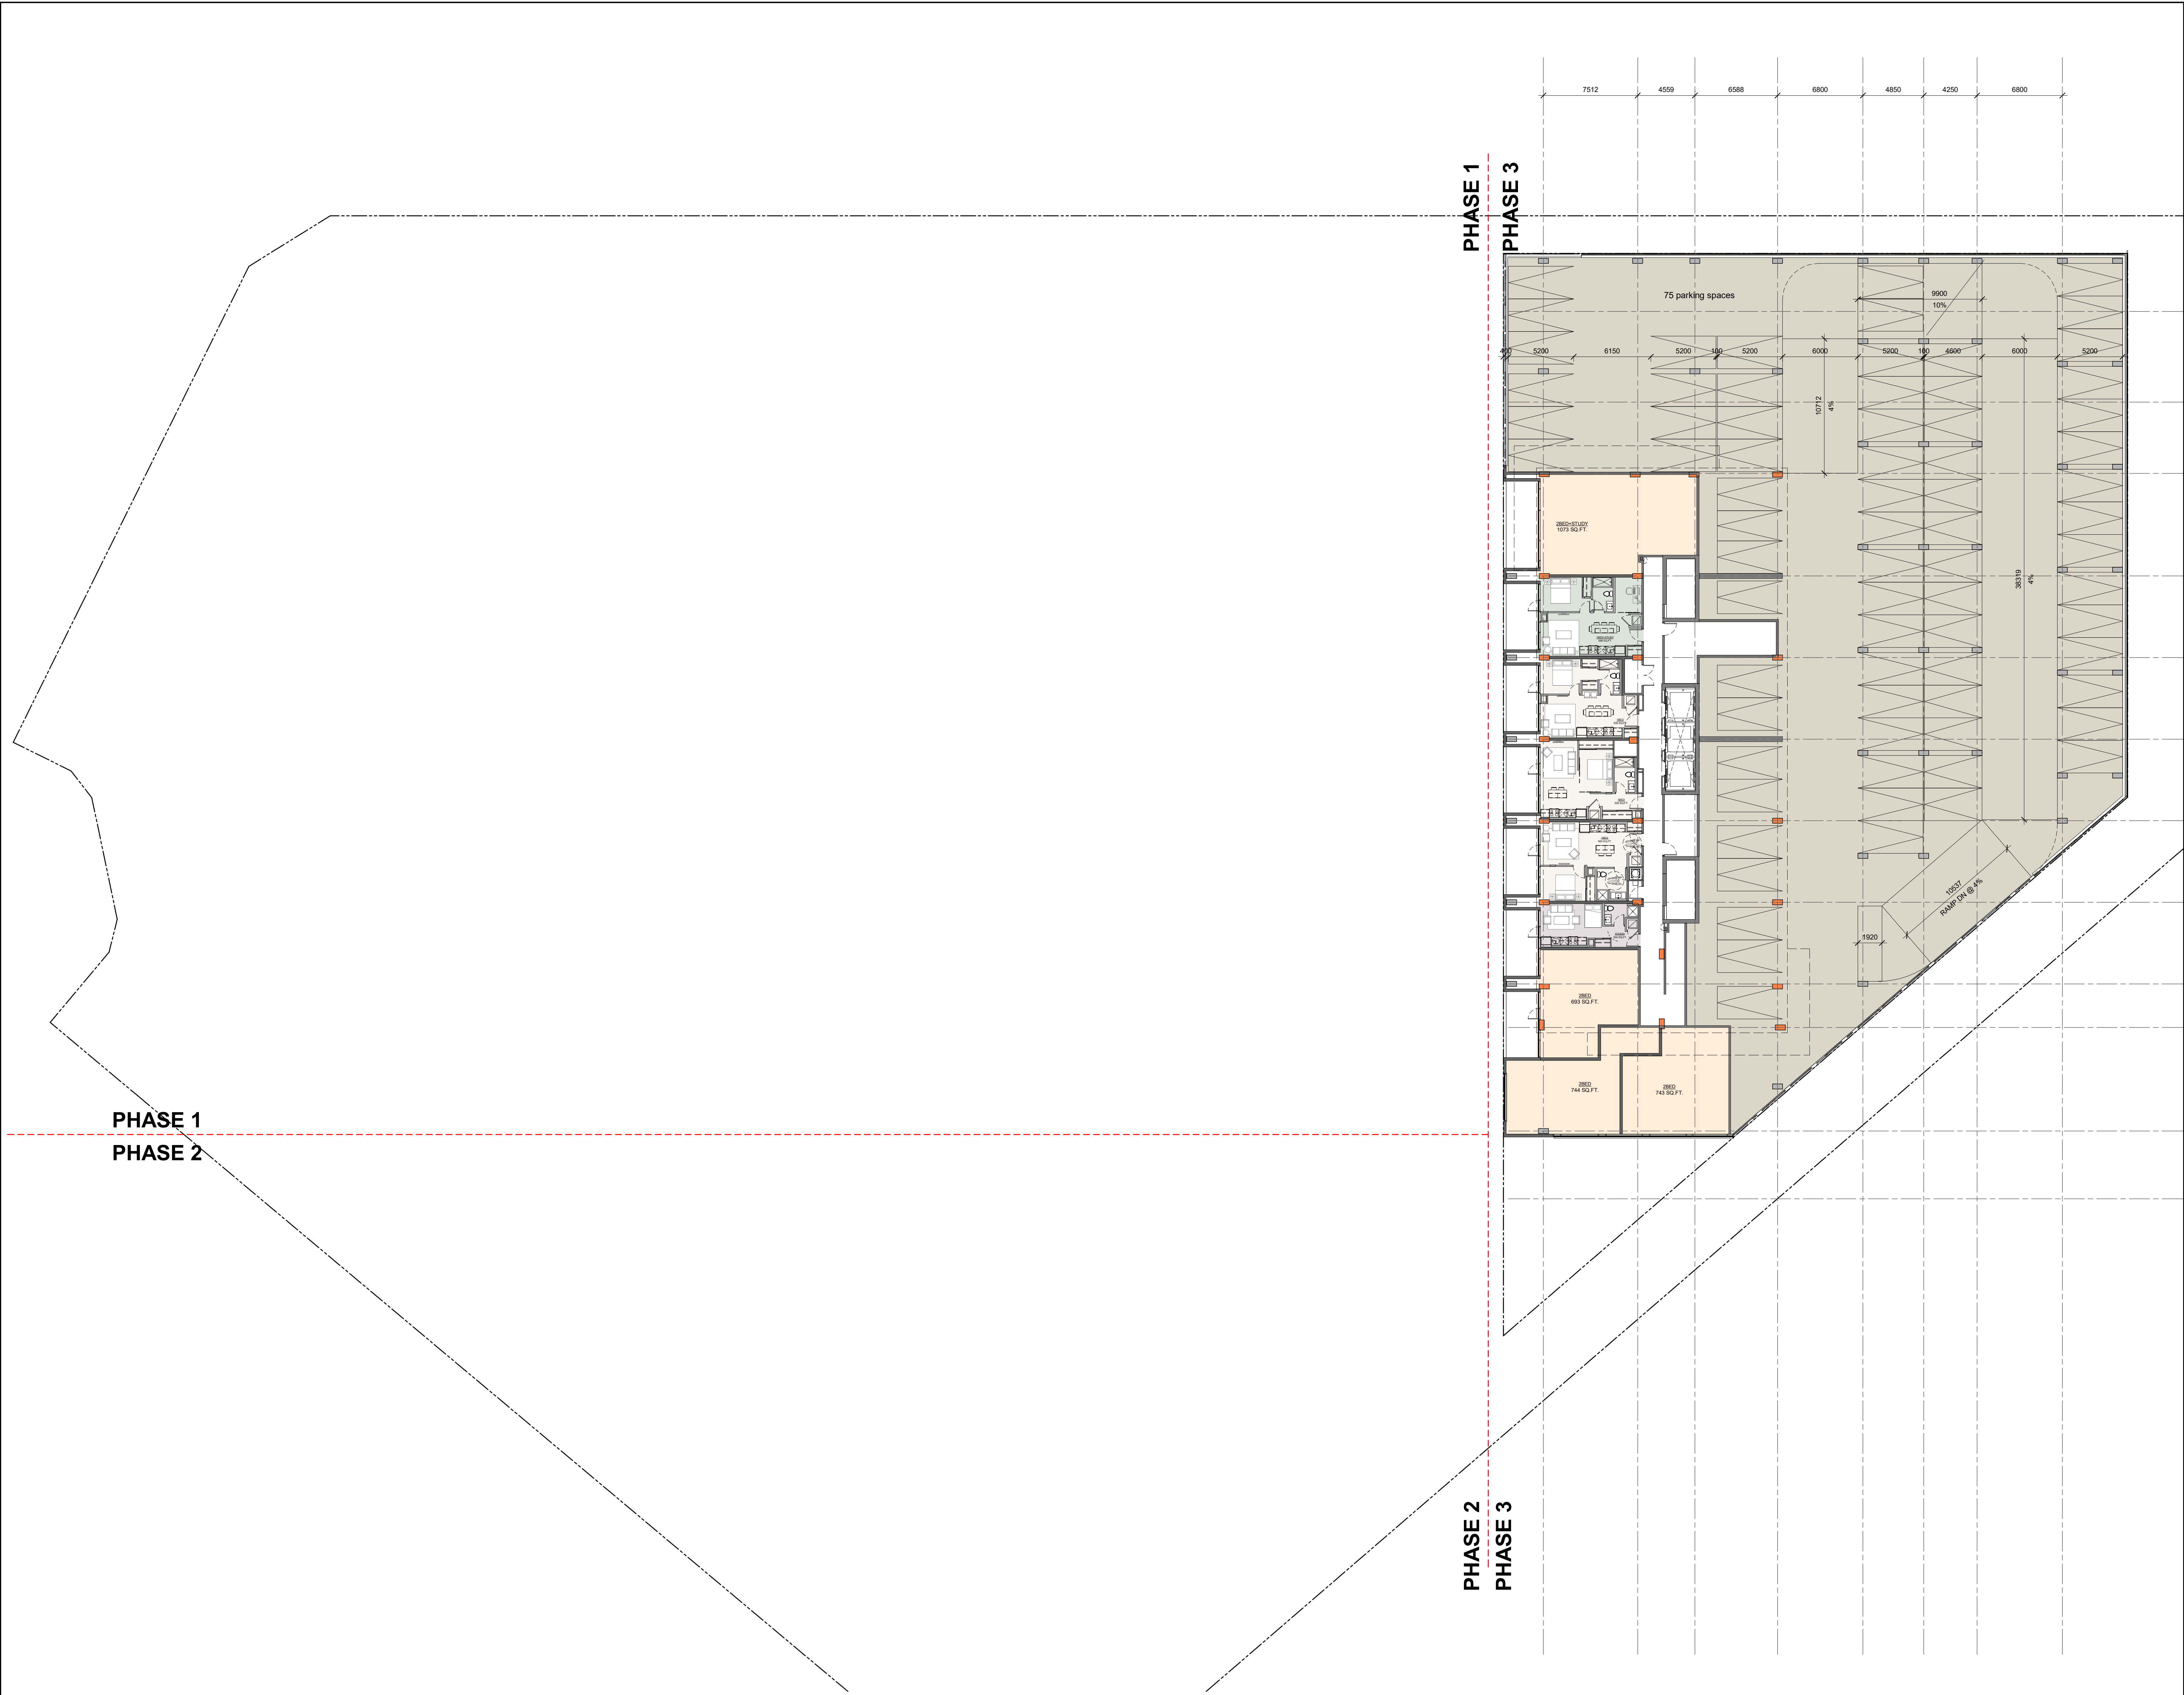 7512
4559
6588
6800
4850
4250
6800
PHASE 1
PHASE 3
75 parking spaces
9900
10%
400
5200
6150
5200
100
5200
6000
5200
100
4600
6000
5200
10712
4%
2BED+STUDY
1073 SQ.FT.
38319
4%
10537
RAMP DN @ 4%
1920
2BED
693 SQ.FT.
2BED
744 SQ.FT.
2BED
743 SQ.FT.
PHASE 1
PHASE 2
PHASE 2
PHASE 3